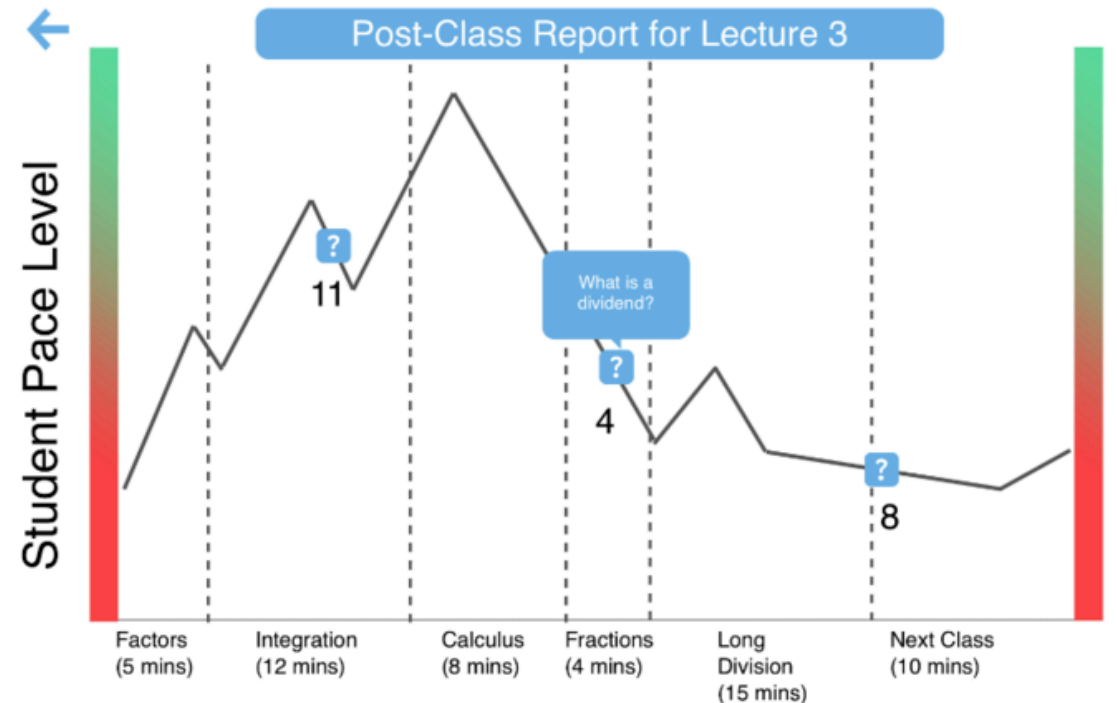 Post-Class Report for Lecture 3
Student Pace Level
?
11
What is a
dividend?
?
4
?
8
Factors
(5 mins)
Integration
(12 mins)
Calculus
(8 mins)
Fractions
(4 mins)
Long
Division
(15 mins)
Next Class
(10 mins)